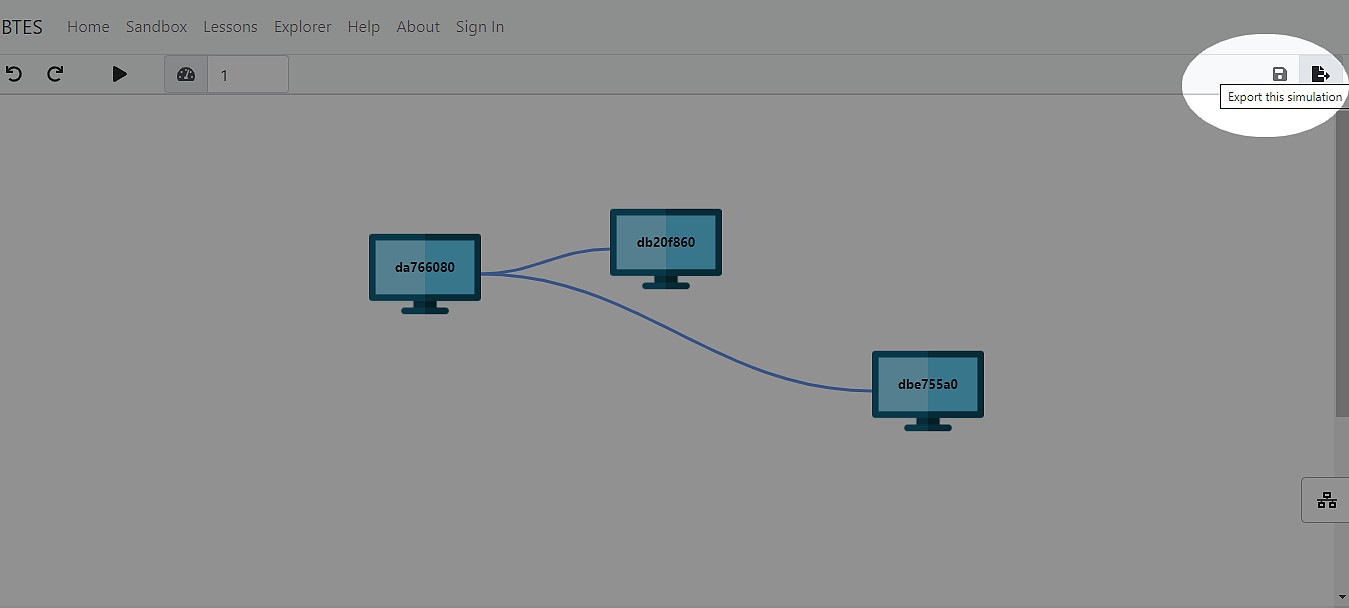 BTES Home Sandbox Lessons Explorer Help About Sign In
1
Export this simulation
db20f860
da766080
dbe755a0